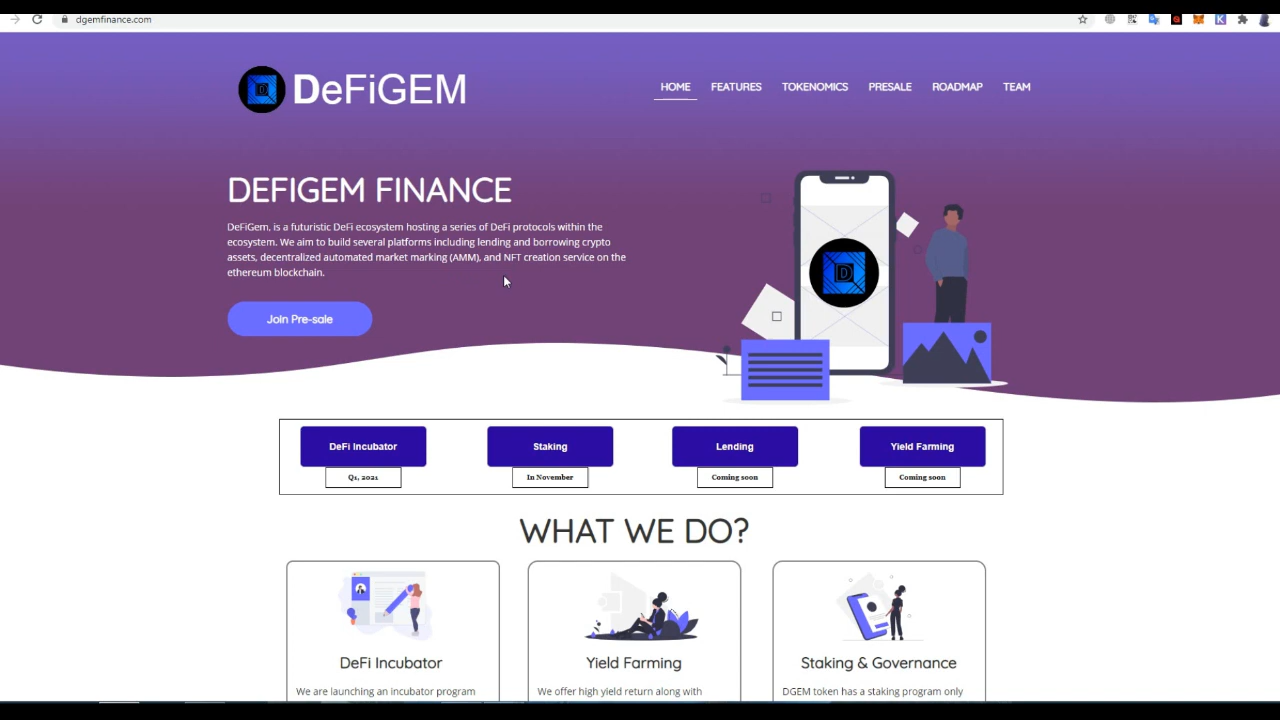 dgemfinance.com
DeFiGEM
HOME FEATURES TOKENOMICS PRESALE ROADMAP TEAM
DEFIGEM FINANCE
DeFiGem, is a futuristic DeFi ecosystem hosting a series of DeFi protocols within the
ecosystem. We aim to build several platforms including lending and borrowing crypto
assets, decentralized automated market marking (AMM), and NFT creation service on the
ethereum blockchain.
Join Pre-sale
DeFi Incubator Staking Lending Yield Farming
Q1, 2021 In November Coming soon Coming soon
WHAT WE DO?
DeFi Incubator Yield Farming Staking & Governance
We are launching an incubator program We offer high yield return along with DGEM token has a staking program only